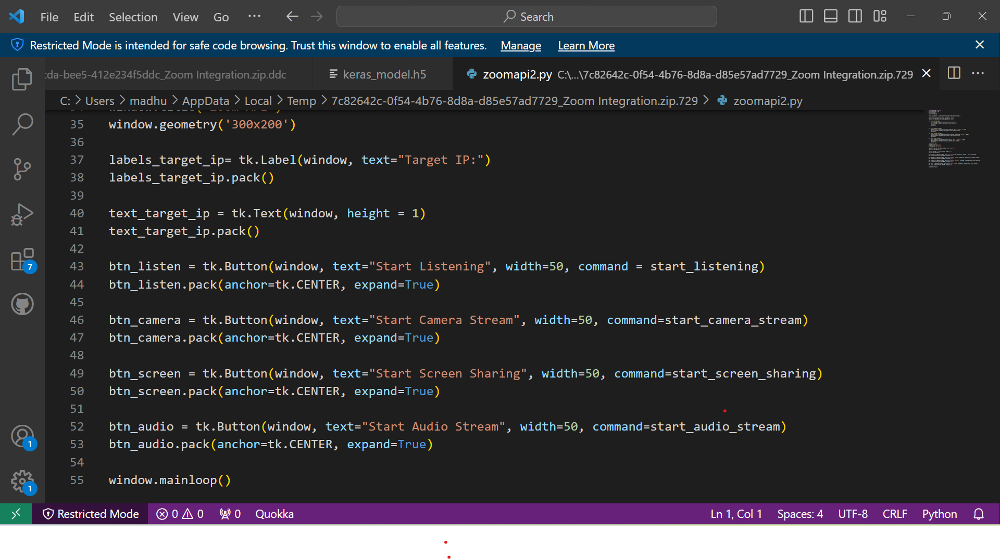 File Edit Selection View Go ··· Search
Restricted Mode is intended for safe code browsing. Trust this window to enable all features. Manage Learn More
cda-bee5-412e234f5ddc_Zoom Integration.zip.ddc keras_model.h5 zoomapi2.py C:\...\7c82642c-0f54-4b76-8d8a-d85e57ad7729_Zoom Integration.zip.729
C: > Users > madhu > AppData > Local > Temp > 7c82642c-0f54-4b76-8d8a-d85e57ad7729_Zoom Integration.zip.729 > zoomapi2.py
35 window.geometry('300x200')
36
37 labels_target_ip= tk.Label(window, text="Target IP:")
38 labels_target_ip.pack()
39
40 text_target_ip = tk.Text(window, height = 1)
41 text_target_ip.pack()
42
43 btn_listen = tk.Button(window, text="Start Listening", width=50, command = start_listening)
44 btn_listen.pack(anchor=tk.CENTER, expand=True)
45
46 btn_camera = tk.Button(window, text="Start Camera Stream", width=50, command=start_camera_stream)
47 btn_camera.pack(anchor=tk.CENTER, expand=True)
48
49 btn_screen = tk.Button(window, text="Start Screen Sharing", width=50, command=start_screen_sharing)
50 btn_screen.pack(anchor=tk.CENTER, expand=True)
51
52 btn_audio = tk.Button(window, text="Start Audio Stream", width=50, command=start_audio_stream)
53 btn_audio.pack(anchor=tk.CENTER, expand=True)
54
55 window.mainloop()
7
1
1
Restricted Mode 0 0 0 Quokka Ln 1, Col 1 Spaces: 4 UTF-8 CRLF Python